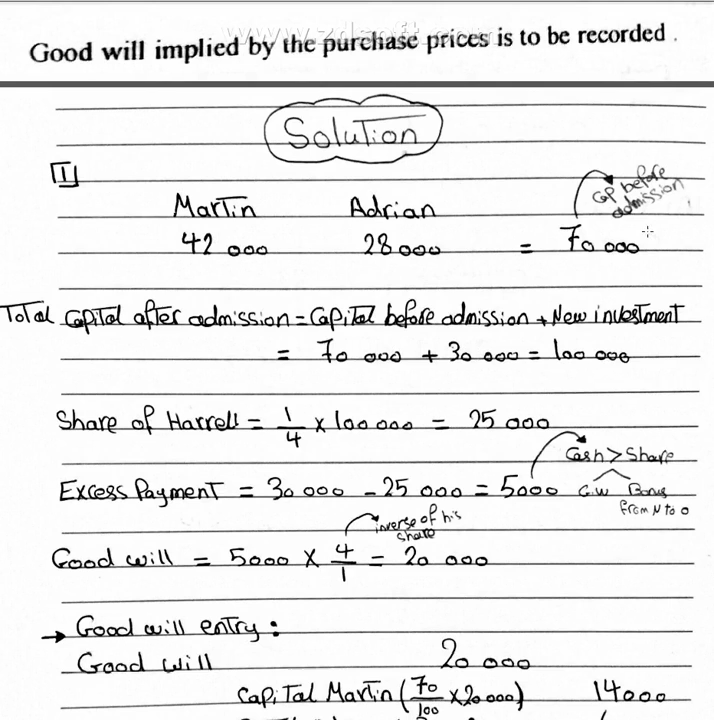 Good will implied by the purchase prices is to be recorded .
Solution
1
Cap before
admission
Martin Adrian
42 000 28 000 = 70 000
Total Capital after admission = Capital before admission + New investment
= 70 000 + 30 000 = 100 000
Share of Harrell = 1/4 x 100 000 = 25 000
Cash > Share
Excess Payment = 30 000 - 25 000 = 5000 G.W Bonus
from N to O
inverse of his
share
Good will = 5000 X 4/1 = 20 000
→ Good will entry :
Good will 20 000
Capital Martin ( 70/100 x 20 000) 14000